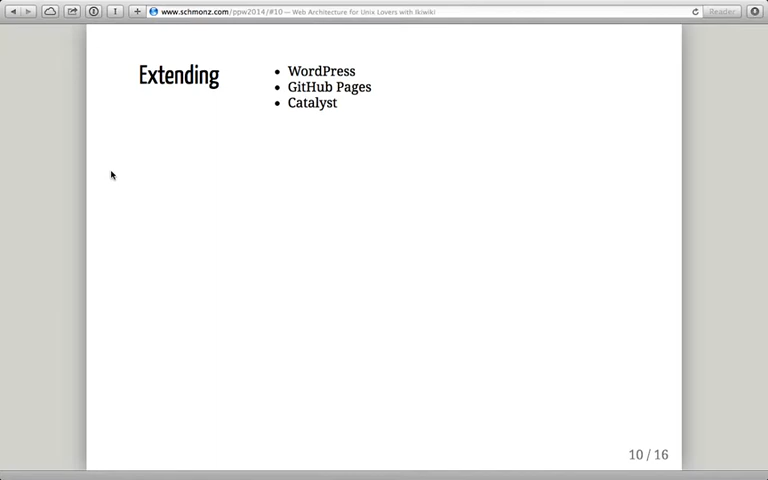 www.schmonz.com/ppw2014/#10 — Web Architecture for Unix Lovers with Ikiwiki
Reader
Extending
WordPress
GitHub Pages
Catalyst
10 / 16